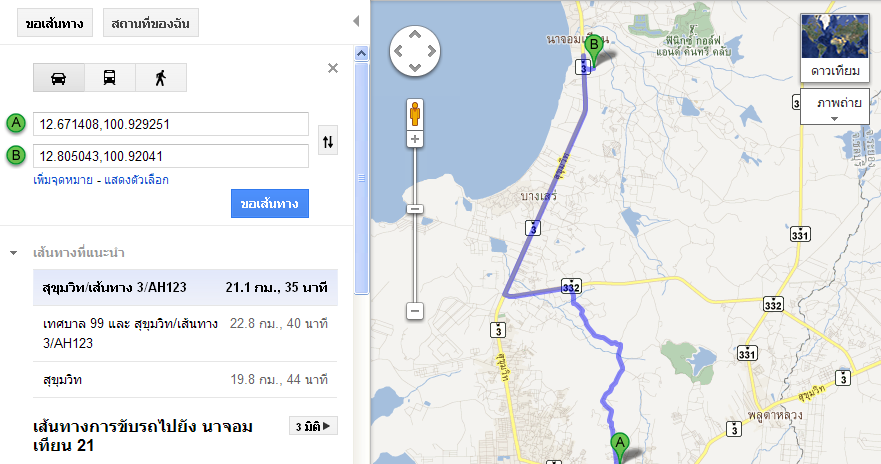 ขอเส้นทาง
สถานที่ของฉัน
A
12.671408,100.929251
B
12.805043,100.92041
เพิ่มจุดหมาย - แสดงตัวเลือก
ขอเส้นทาง
เส้นทางที่แนะนำ
สุขุมวิท/เส้นทาง 3/AH123
21.1 กม., 35 นาที
เทศบาล 99 และ สุขุมวิท/เส้นทาง
3/AH123
22.8 กม., 40 นาที
สุขุมวิท
19.8 กม., 44 นาที
เส้นทางการขับรถไปยัง นาจอม
เทียน 21
3 มิติ
นาจอมเทียน
B
3
พีนิกซ์ กอล์ฟ
แอนด์ คันทรี คลับ
ดาวเทียม
ภาพถ่าย
สุขุมวิท
บางเสร่
3
331
332
332
3
สุขุมวิท
331
3
สุขุมวิท
พลูตาหลวง
331
A